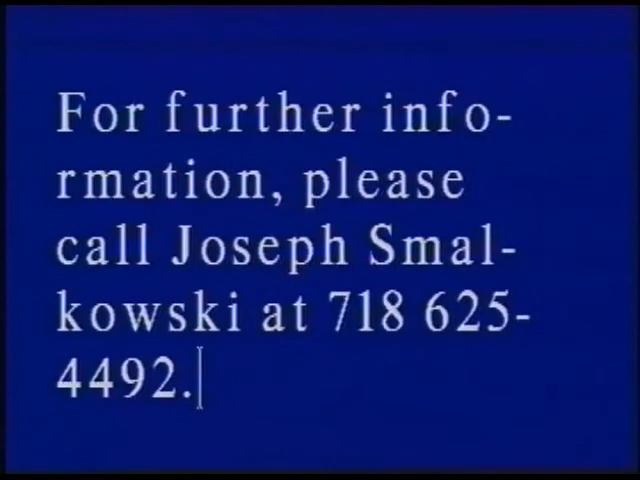 For further info-
rmation, please
call Joseph Smal-
kowski at 718 625-
4492.